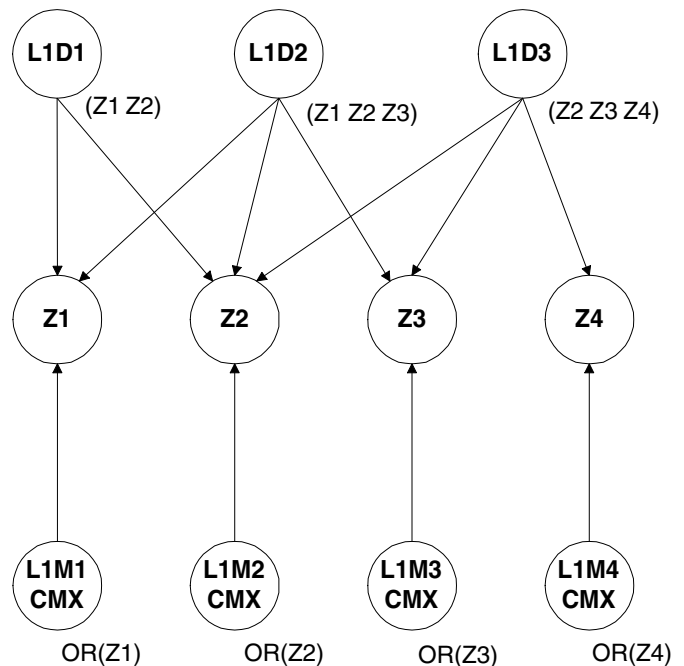 L1D1
L1D2
L1D3
(Z1 Z2)
(Z1 Z2 Z3)
(Z2 Z3 Z4)
Z1
Z2
Z3
Z4
L1M1
CMX
L1M2
CMX
L1M3
CMX
L1M4
CMX
OR(Z1)
OR(Z2)
OR(Z3)
OR(Z4)